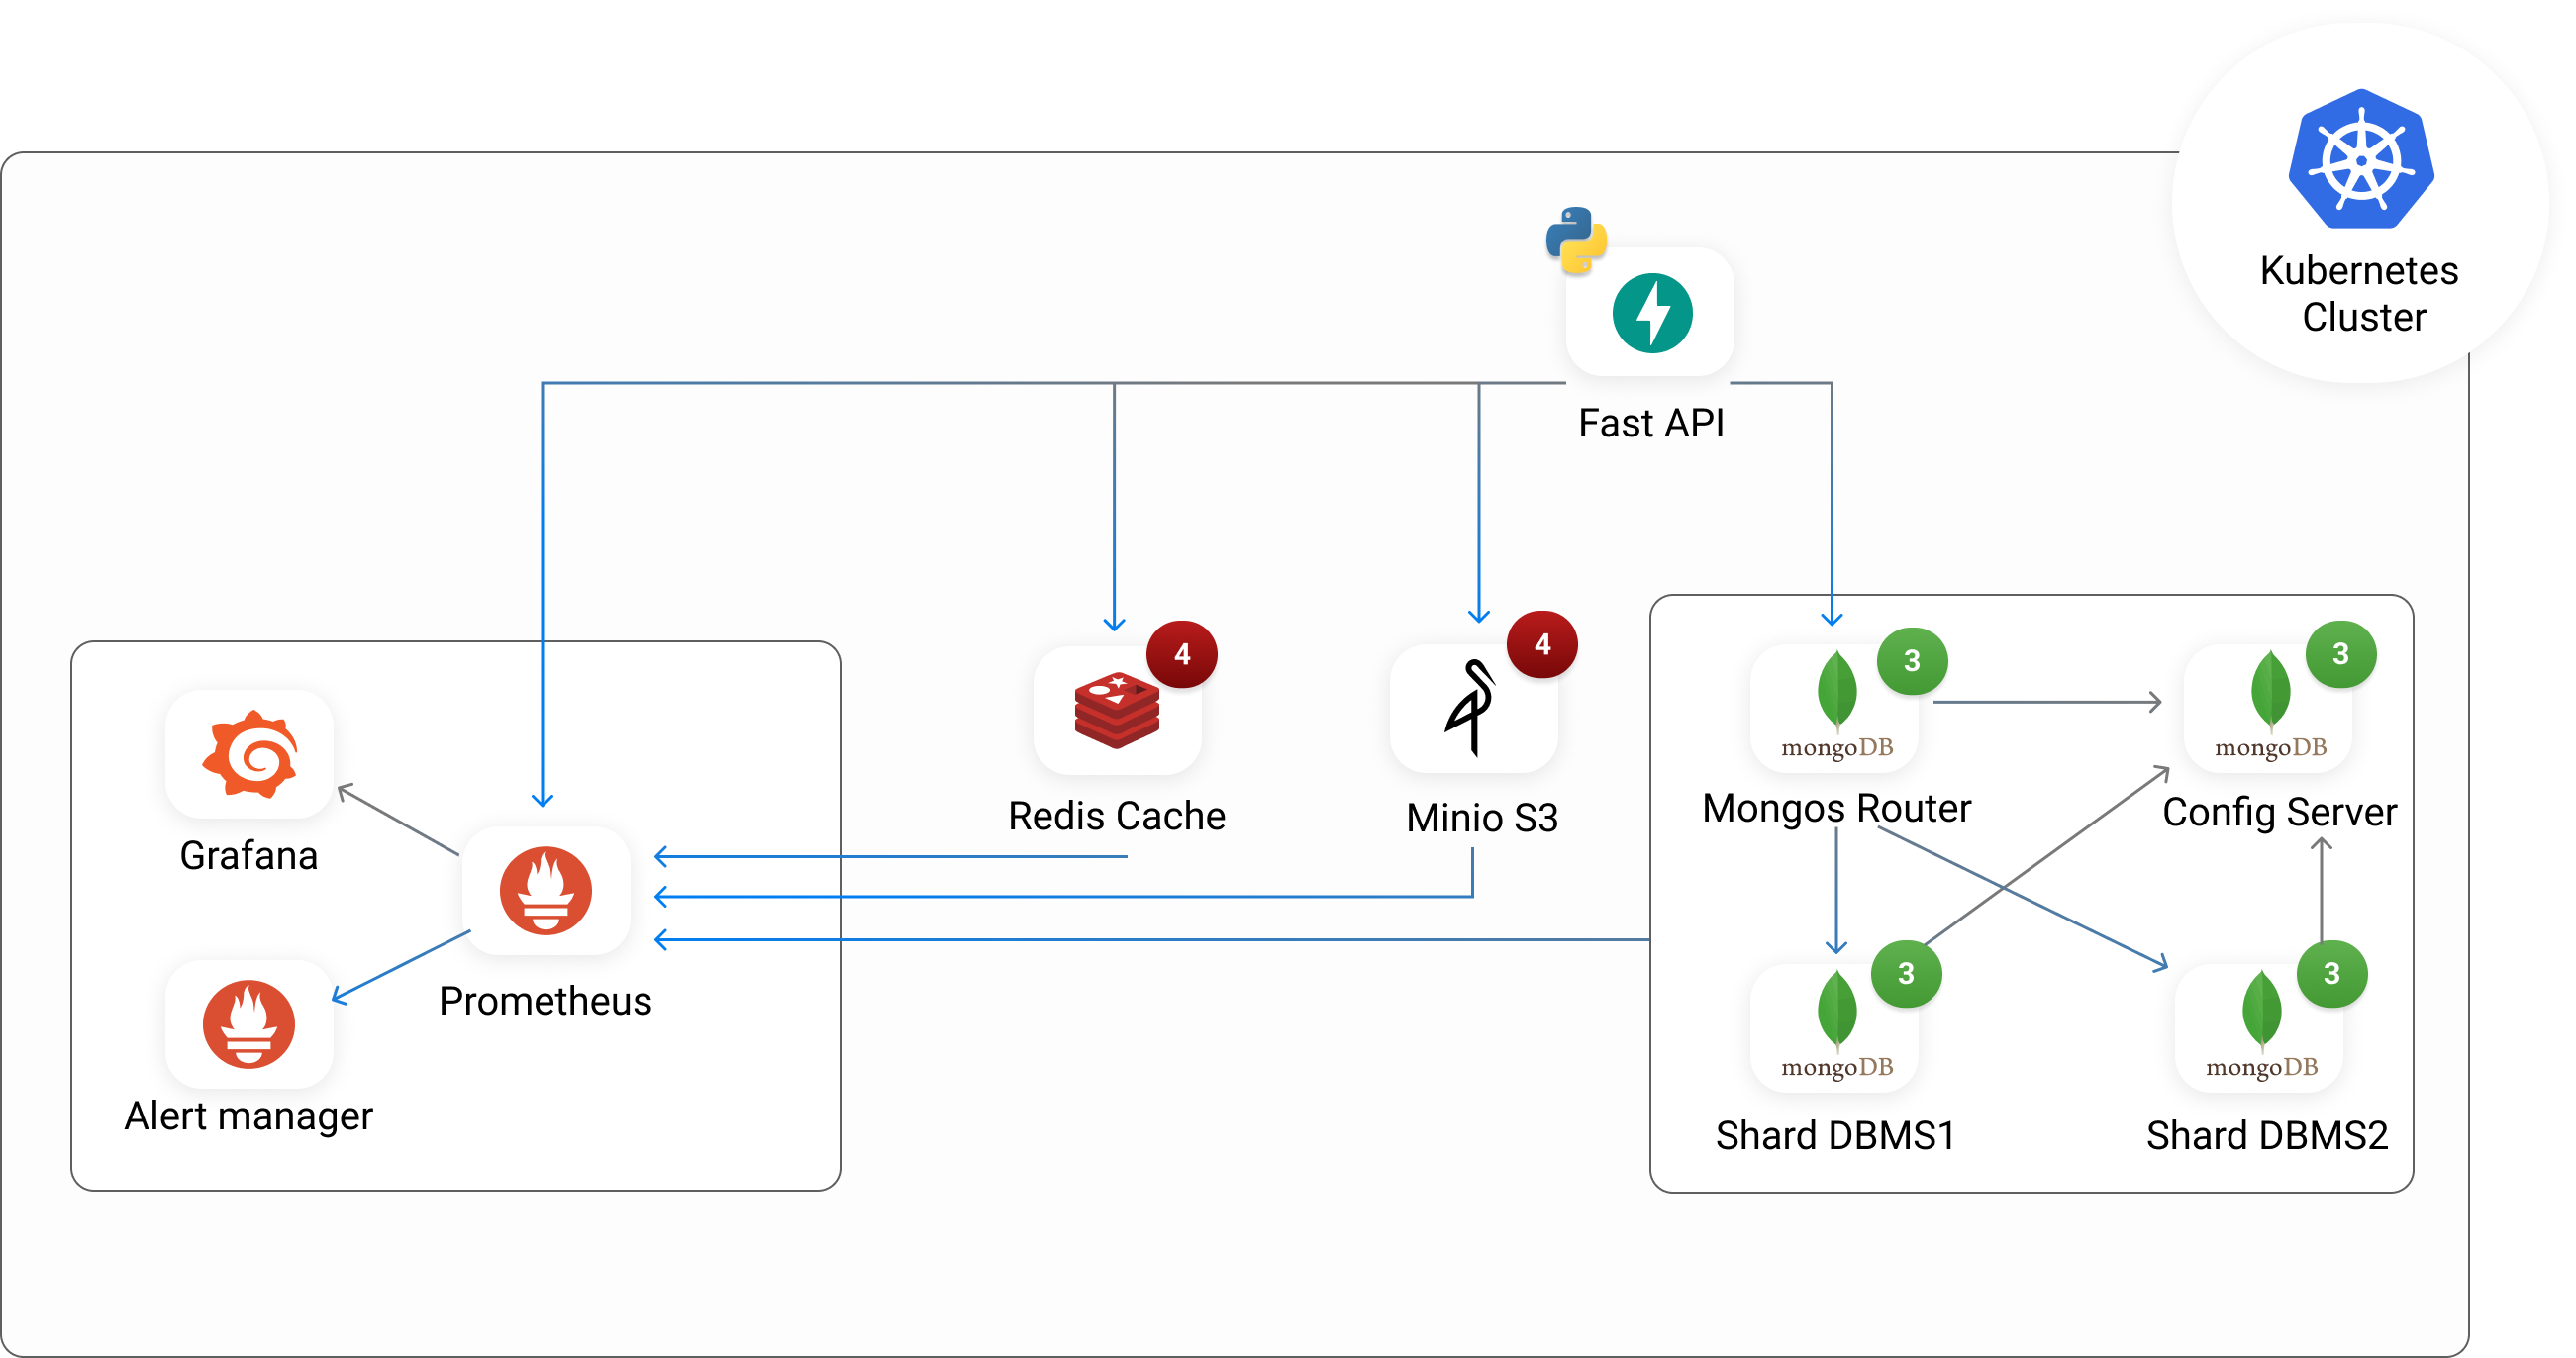 Kubernetes
Cluster
Fast API
4
4
3
3
mongoDB
mongoDB
Redis Cache
Minio S3
Mongos Router
Config Server
Grafana
Prometheus
Alert manager
3
3
mongoDB
mongoDB
Shard DBMS1
Shard DBMS2